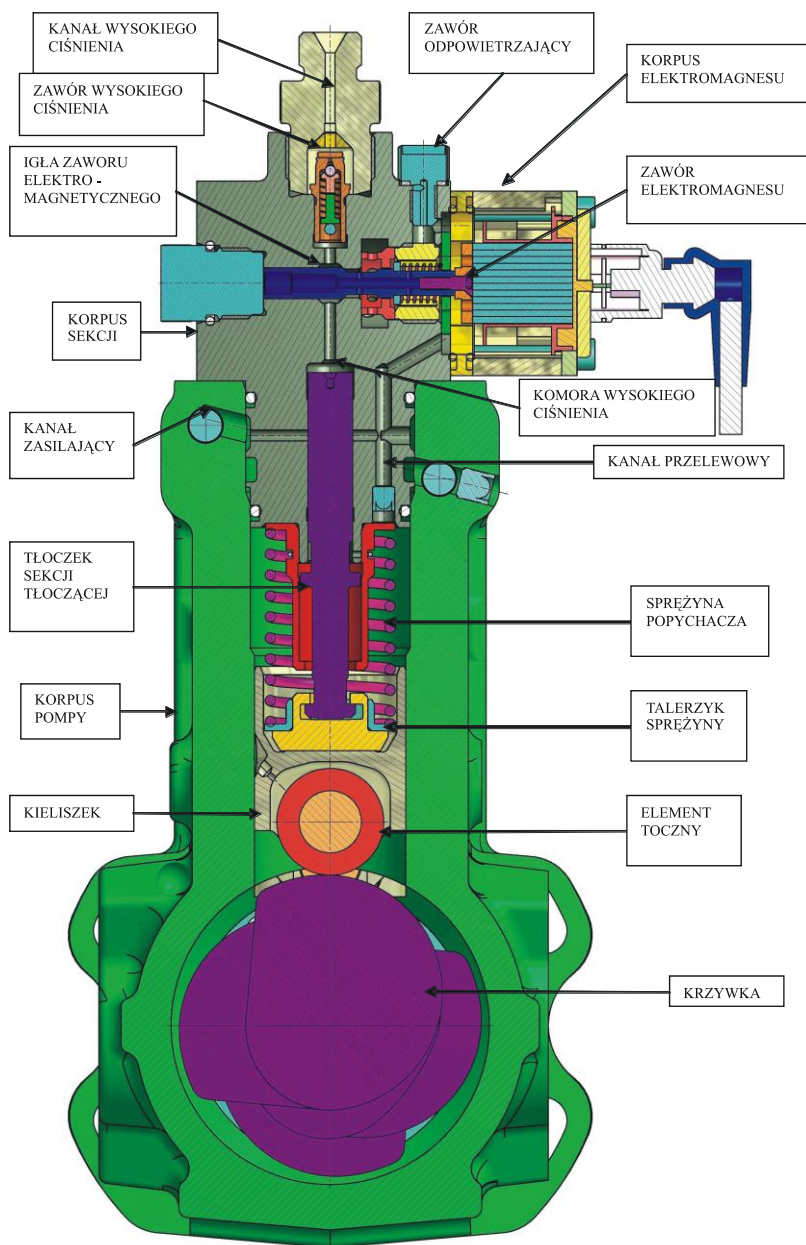 KANAŁ WYSOKIEGO
CIŚNIENIA
ZAWÓR WYSOKIEGO
CIŚNIENIA
IGŁA ZAWORU
ELEKTRO -
MAGNETYCZNEGO
KORPUS
SEKCJI
KANAŁ
ZASILAJĄCY
TŁOCZEK
SEKCJI
TŁOCZĄCEJ
KORPUS
POMPY
KIELISZEK
ZAWÓR
ODPOWIETRZAJĄCY
KORPUS
ELEKTROMAGNESU
ZAWÓR
ELEKTROMAGNESU
KOMORA WYSOKIEGO
CIŚNIENIA
KANAŁ PRZELEWOWY
SPRĘŻYNA
POPYCHACZA
TALERZYK
SPRĘŻYNY
ELEMENT
TOCZNY
KRZYWKA